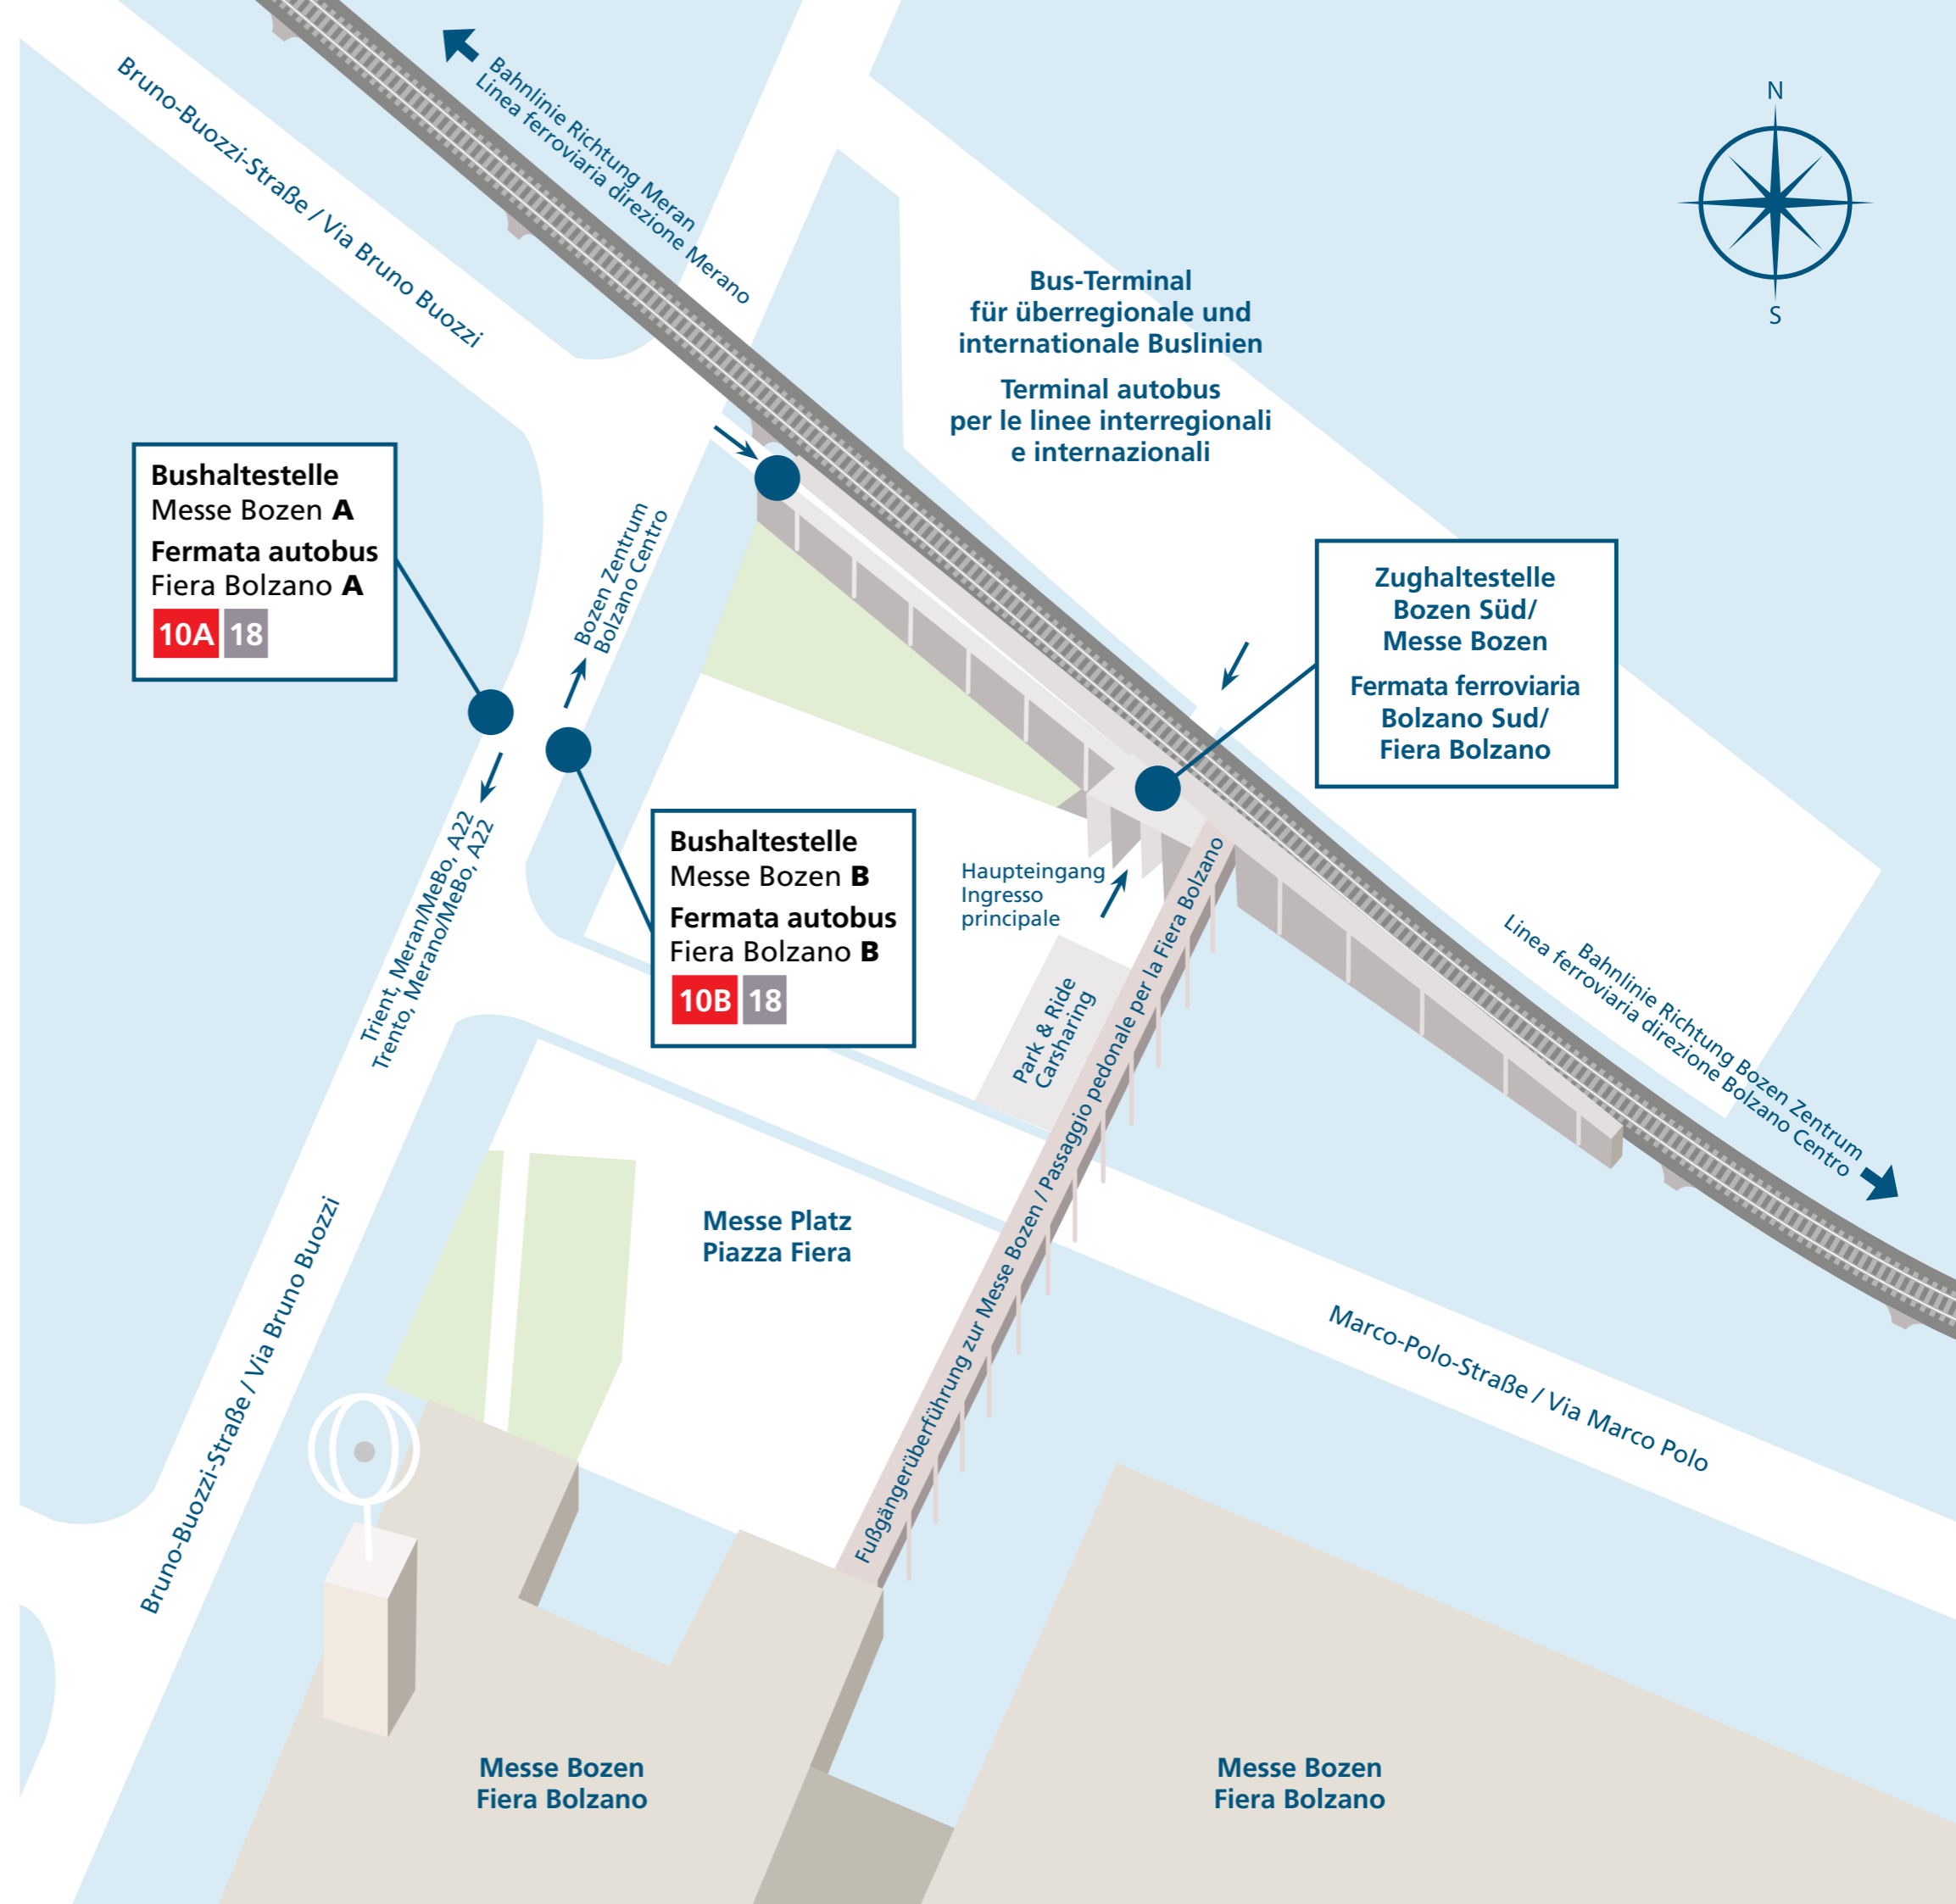 Bruno-Buozzi-Straße / Via Bruno Buozzi
Bahnlinie Richtung Meran
Linea ferroviaria direzione Merano
N
S
Bus-Terminal
für überregionale und
internationale Buslinien
Terminal autobus
per le linee interregionali
e internazionali
Bushaltestelle
Messe Bozen A
Fermata autobus
Fiera Bolzano A
10A 18
Bozen Zentrum
Bolzano Centro
Zughaltestelle
Bozen Süd/
Messe Bozen
Fermata ferroviaria
Bolzano Sud/
Fiera Bolzano
Trient, Meran/MeBo, A22
Trento, Merano/MeBo, A22
Bushaltestelle
Messe Bozen B
Fermata autobus
Fiera Bolzano B
10B 18
Haupteingang
Ingresso
principale
Park & Ride
Carsharing
Fußgängerüberführung zur Messe Bozen / Passaggio pedonale per la Fiera Bolzano
Bahnlinie Richtung Bozen Zentrum
Linea ferroviaria direzione Bolzano Centro
Messe Platz
Piazza Fiera
Bruno-Buozzi-Straße / Via Bruno Buozzi
Marco-Polo-Straße / Via Marco Polo
Messe Bozen
Fiera Bolzano
Messe Bozen
Fiera Bolzano